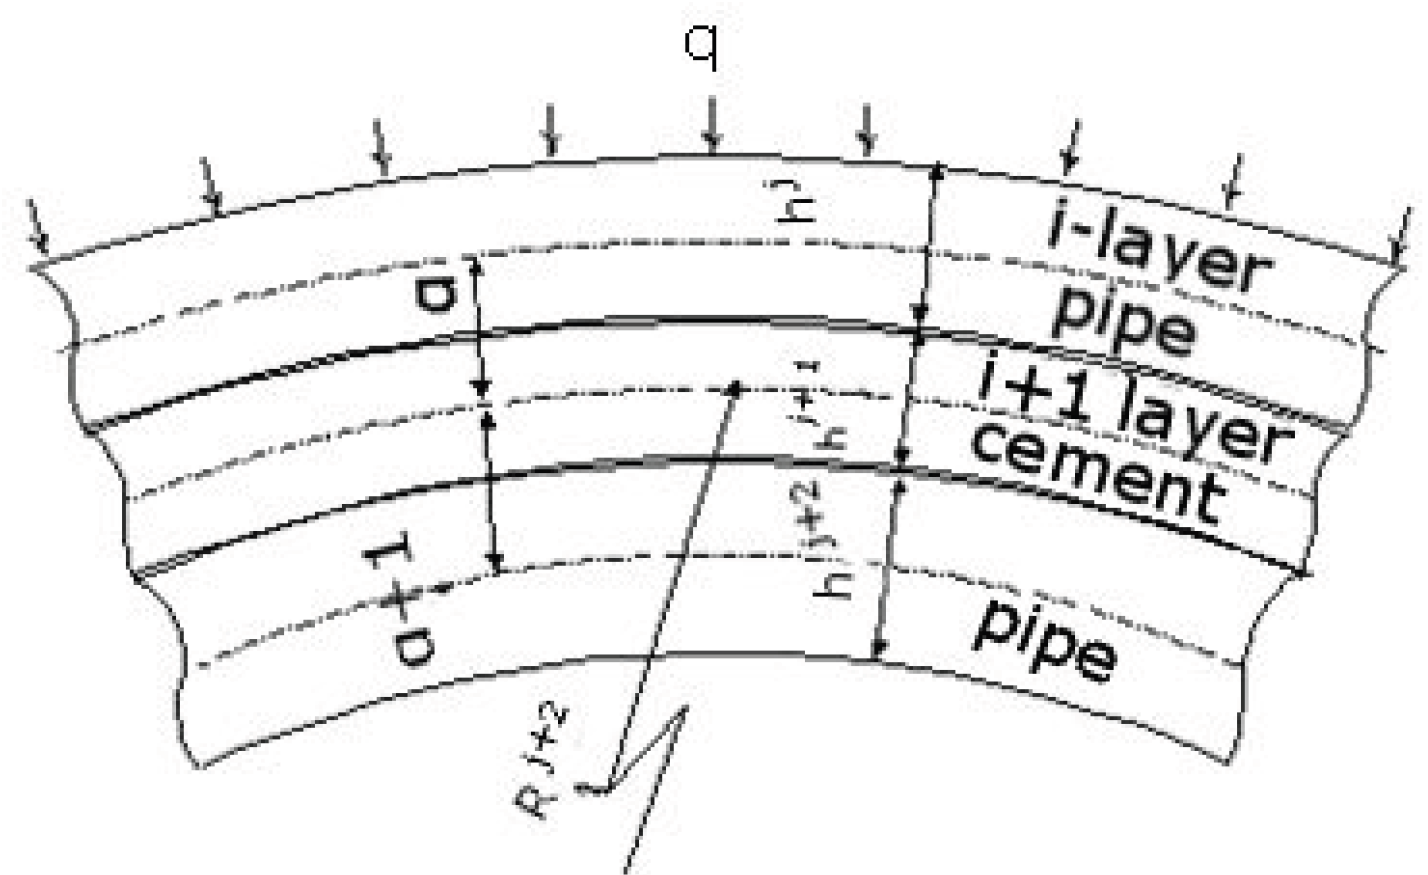 q
h^j
i-layer
pipe
a
h^{j+1}
i+1 layer
cement
h^{j+2}
a+1
pipe
R^{j+2}